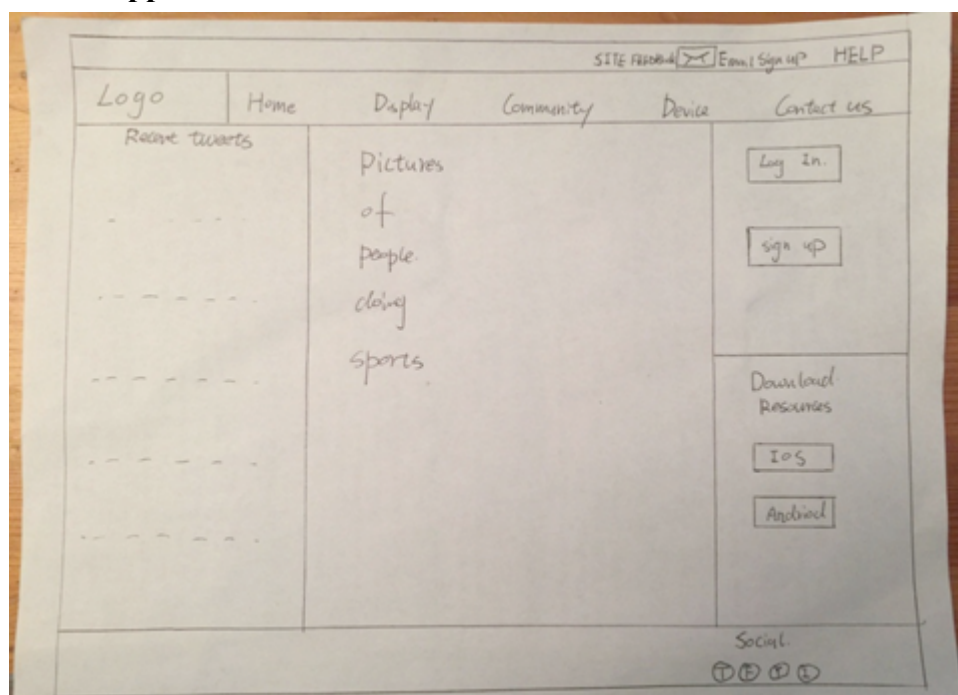 SITE FEEDBACK Email Sign up HELP
Logo Home Display Community Device Contact us
Recent tweets
Pictures
of
people
doing
sports
Log In.
sign up
Download
Resources
IOS
Andriod
Social.
T F